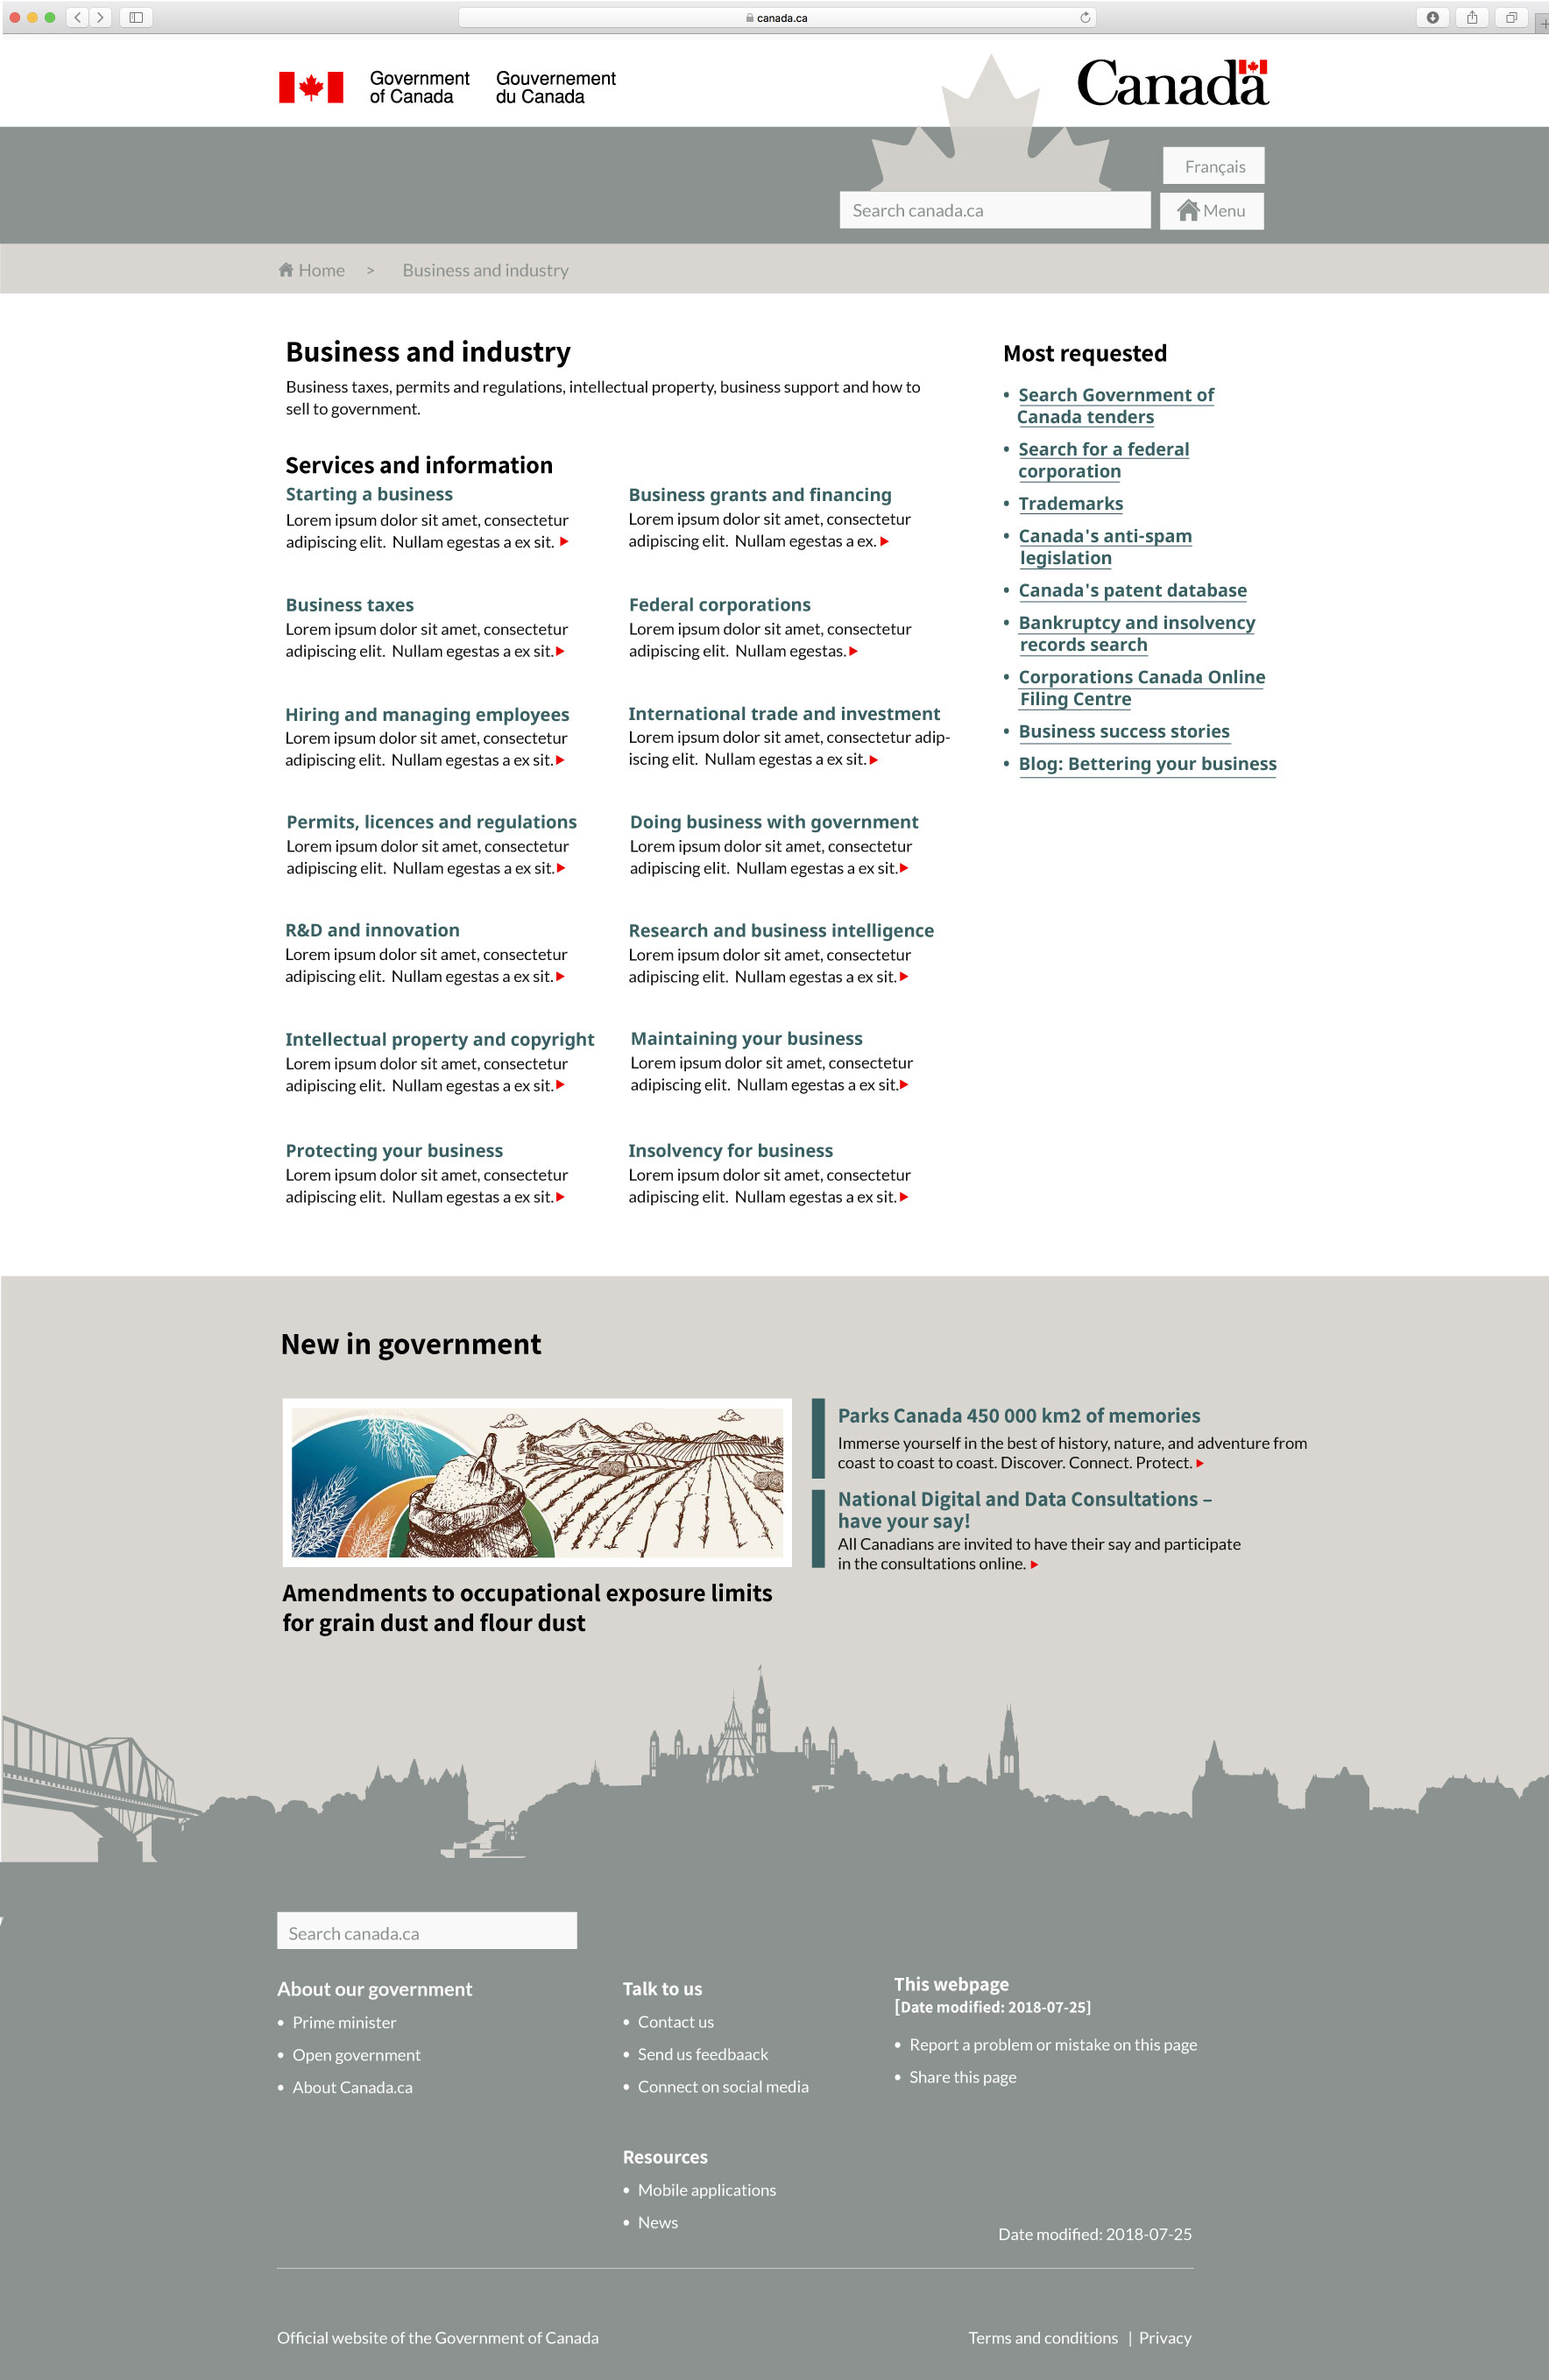 canada.ca
Government
of Canada
Gouvernement
du Canada
Canada
Français
Search canada.ca
Menu
Home > Business and industry
Business and industry
Business taxes, permits and regulations, intellectual property, business support and how to
sell to government.
Services and information
Starting a business
Lorem ipsum dolor sit amet, consectetur
adipiscing elit. Nullam egestas a ex sit.
Business grants and financing
Lorem ipsum dolor sit amet, consectetur
adipiscing elit. Nullam egestas a ex.
Business taxes
Lorem ipsum dolor sit amet, consectetur
adipiscing elit. Nullam egestas a ex sit.
Federal corporations
Lorem ipsum dolor sit amet, consectetur
adipiscing elit. Nullam egestas.
Hiring and managing employees
Lorem ipsum dolor sit amet, consectetur
adipiscing elit. Nullam egestas a ex sit.
International trade and investment
Lorem ipsum dolor sit amet, consectetur adip-
iscing elit. Nullam egestas a ex sit.
Permits, licences and regulations
Lorem ipsum dolor sit amet, consectetur
adipiscing elit. Nullam egestas a ex sit.
Doing business with government
Lorem ipsum dolor sit amet, consectetur
adipiscing elit. Nullam egestas a ex sit.
R&D and innovation
Lorem ipsum dolor sit amet, consectetur
adipiscing elit. Nullam egestas a ex sit.
Research and business intelligence
Lorem ipsum dolor sit amet, consectetur
adipiscing elit. Nullam egestas a ex sit.
Intellectual property and copyright
Lorem ipsum dolor sit amet, consectetur
adipiscing elit. Nullam egestas a ex sit.
Maintaining your business
Lorem ipsum dolor sit amet, consectetur
adipiscing elit. Nullam egestas a ex sit.
Protecting your business
Lorem ipsum dolor sit amet, consectetur
adipiscing elit. Nullam egestas a ex sit.
Insolvency for business
Lorem ipsum dolor sit amet, consectetur
adipiscing elit. Nullam egestas a ex sit.
Most requested
• Search Government of
Canada tenders
• Search for a federal
corporation
• Trademarks
• Canada's anti-spam
legislation
• Canada's patent database
• Bankruptcy and insolvency
records search
• Corporations Canada Online
Filing Centre
• Business success stories
• Blog: Bettering your business
New in government
Amendments to occupational exposure limits
for grain dust and flour dust
Parks Canada 450 000 km2 of memories
Immerse yourself in the best of history, nature, and adventure from
coast to coast to coast. Discover. Connect. Protect.
National Digital and Data Consultations –
have your say!
All Canadians are invited to have their say and participate
in the consultations online.
Search canada.ca
About our government
• Prime minister
• Open government
• About Canada.ca
Talk to us
• Contact us
• Send us feedbaack
• Connect on social media
Resources
• Mobile applications
• News
This webpage
[Date modified: 2018-07-25]
• Report a problem or mistake on this page
• Share this page
Date modified: 2018-07-25
Official website of the Government of Canada
Terms and conditions | Privacy